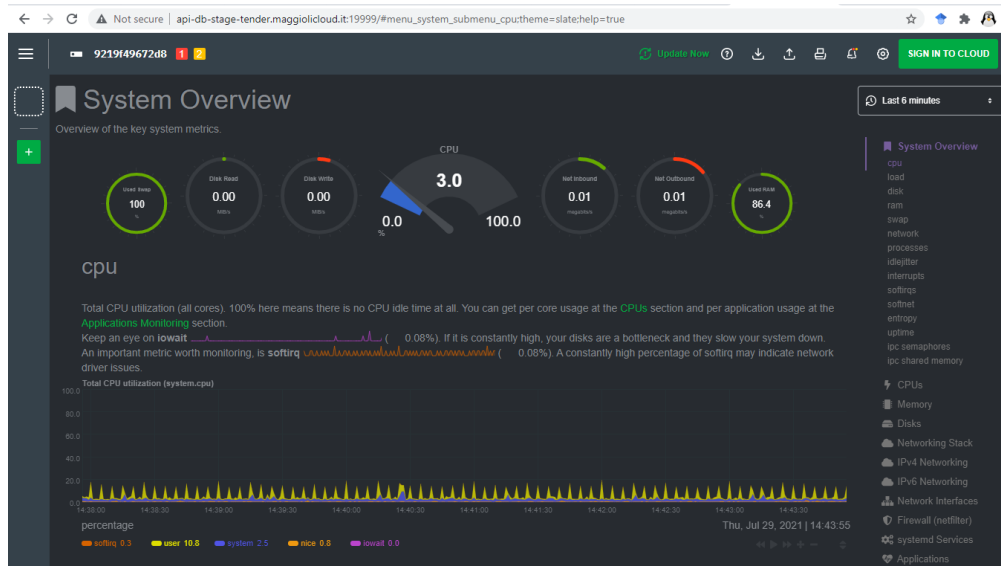 Not secure | api-db-stage-tender.maggiolicloud.it:19999/#menu_system_submenu_cpu;theme=slate;help=true
9219f49672d8 1 2
Update Now
SIGN IN TO CLOUD
System Overview
Last 6 minutes
Overview of the key system metrics.
Used Swap
100
%
Disk Read
0.00
MiB/s
Disk Write
0.00
MiB/s
CPU
3.0
0.0
100.0
%
Net Inbound
0.01
megabits/s
Net Outbound
0.01
megabits/s
Used RAM
86.4
%
cpu
Total CPU utilization (all cores). 100% here means there is no CPU idle time at all. You can get per core usage at the CPUs section and per application usage at the
Applications Monitoring section.
Keep an eye on iowait ( 0.08%). If it is constantly high, your disks are a bottleneck and they slow your system down.
An important metric worth monitoring, is softirq ( 0.08%). A constantly high percentage of softirq may indicate network
driver issues.
Total CPU utilization (system.cpu)
100.0
80.0
60.0
40.0
20.0
0.0
14:38:00 14:38:30 14:39:00 14:39:30 14:40:00 14:40:30 14:41:00 14:41:30 14:42:00 14:42:30 14:43:00 14:43:30
percentage
Thu, Jul 29, 2021 | 14:43:55
softirq 0.3 user 10.8 system 2.5 nice 0.8 iowait 0.0
System Overview
cpu
load
disk
ram
swap
network
processes
idlejitter
interrupts
softirqs
softnet
entropy
uptime
ipc semaphores
ipc shared memory
CPUs
Memory
Disks
Networking Stack
IPv4 Networking
IPv6 Networking
Network Interfaces
Firewall (netfilter)
systemd Services
Applications